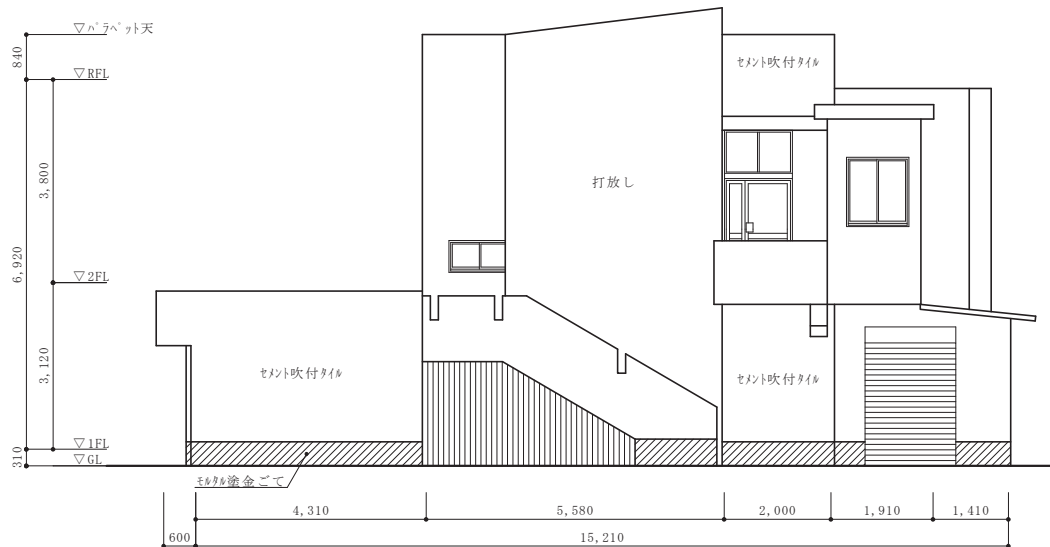 ▽ﾊﾟﾗﾍﾟｯﾄ天
840
▽RFL
ｾﾒﾝﾄ吹付ﾀｲﾙ
3,800
打放し
6,920
▽2FL
3,120
ｾﾒﾝﾄ吹付ﾀｲﾙ
ｾﾒﾝﾄ吹付ﾀｲﾙ
▽1FL
310
▽GL
ﾓﾙﾀﾙ塗金ごて
4,310
5,580
2,000
1,910
1,410
600
15,210